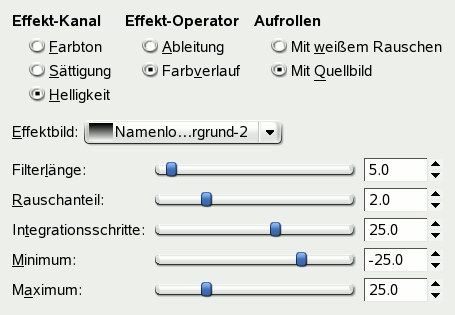 Effekt-Kanal Effekt-Operator Aufrollen
Farbton Ableitung Mit weißem Rauschen
Sättigung Farbverlauf Mit Quellbild
Helligkeit
Effektbild: Namenlo...rgrund-2
Filterlänge: 5.0
Rauschanteil: 2.0
Integrationsschritte: 25.0
Minimum: -25.0
Maximum: 25.0